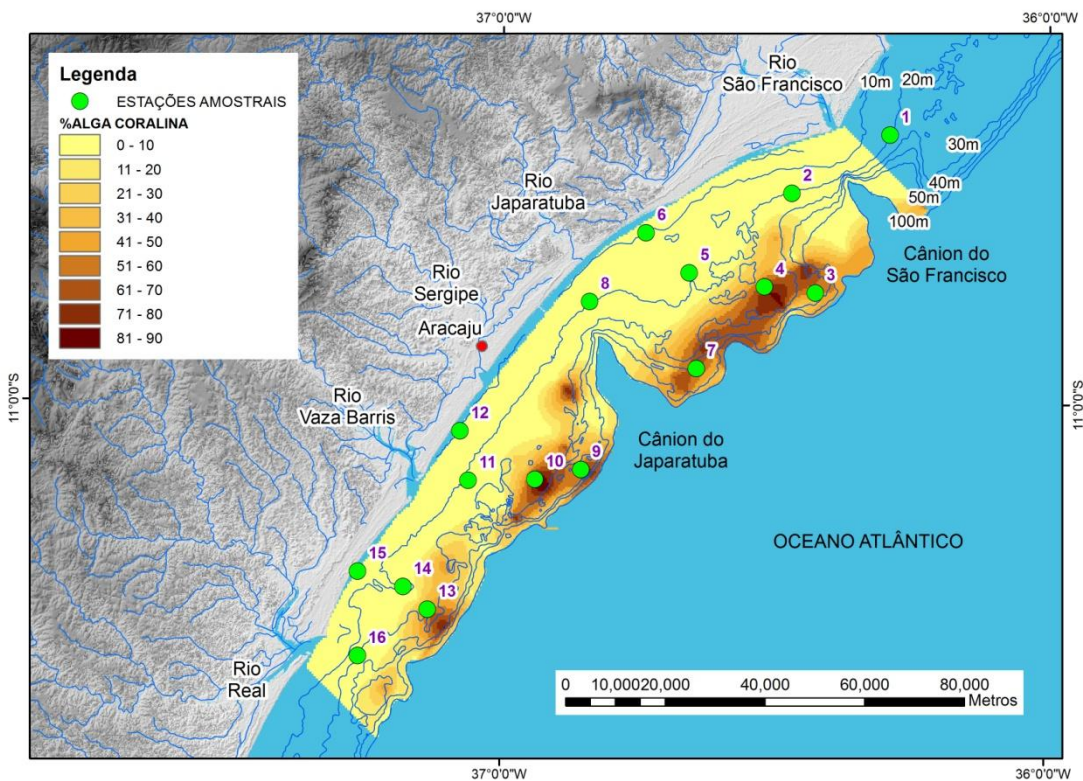 37°0'0"W
36°0'0"W
Legenda
ESTAÇÕES AMOSTRAIS
%ALGA CORALINA
0 - 10
11 - 20
21 - 30
31 - 40
41 - 50
51 - 60
61 - 70
71 - 80
81 - 90
Rio
São Francisco
10m
20m
1
30m
40m
50m
100m
2
Rio
Japaratuba
6
Cânion do
São Francisco
5
4
3
Rio
Sergipe
8
Aracaju
7
11°0'0"S
11°0'0"S
Rio
Vaza Barris
12
Cânion do
Japaratuba
11
10
9
OCEANO ATLÂNTICO
15
14
13
16
Rio
Real
0
10,000
20,000
40,000
60,000
80,000
Metros
37°0'0"W
36°0'0"W